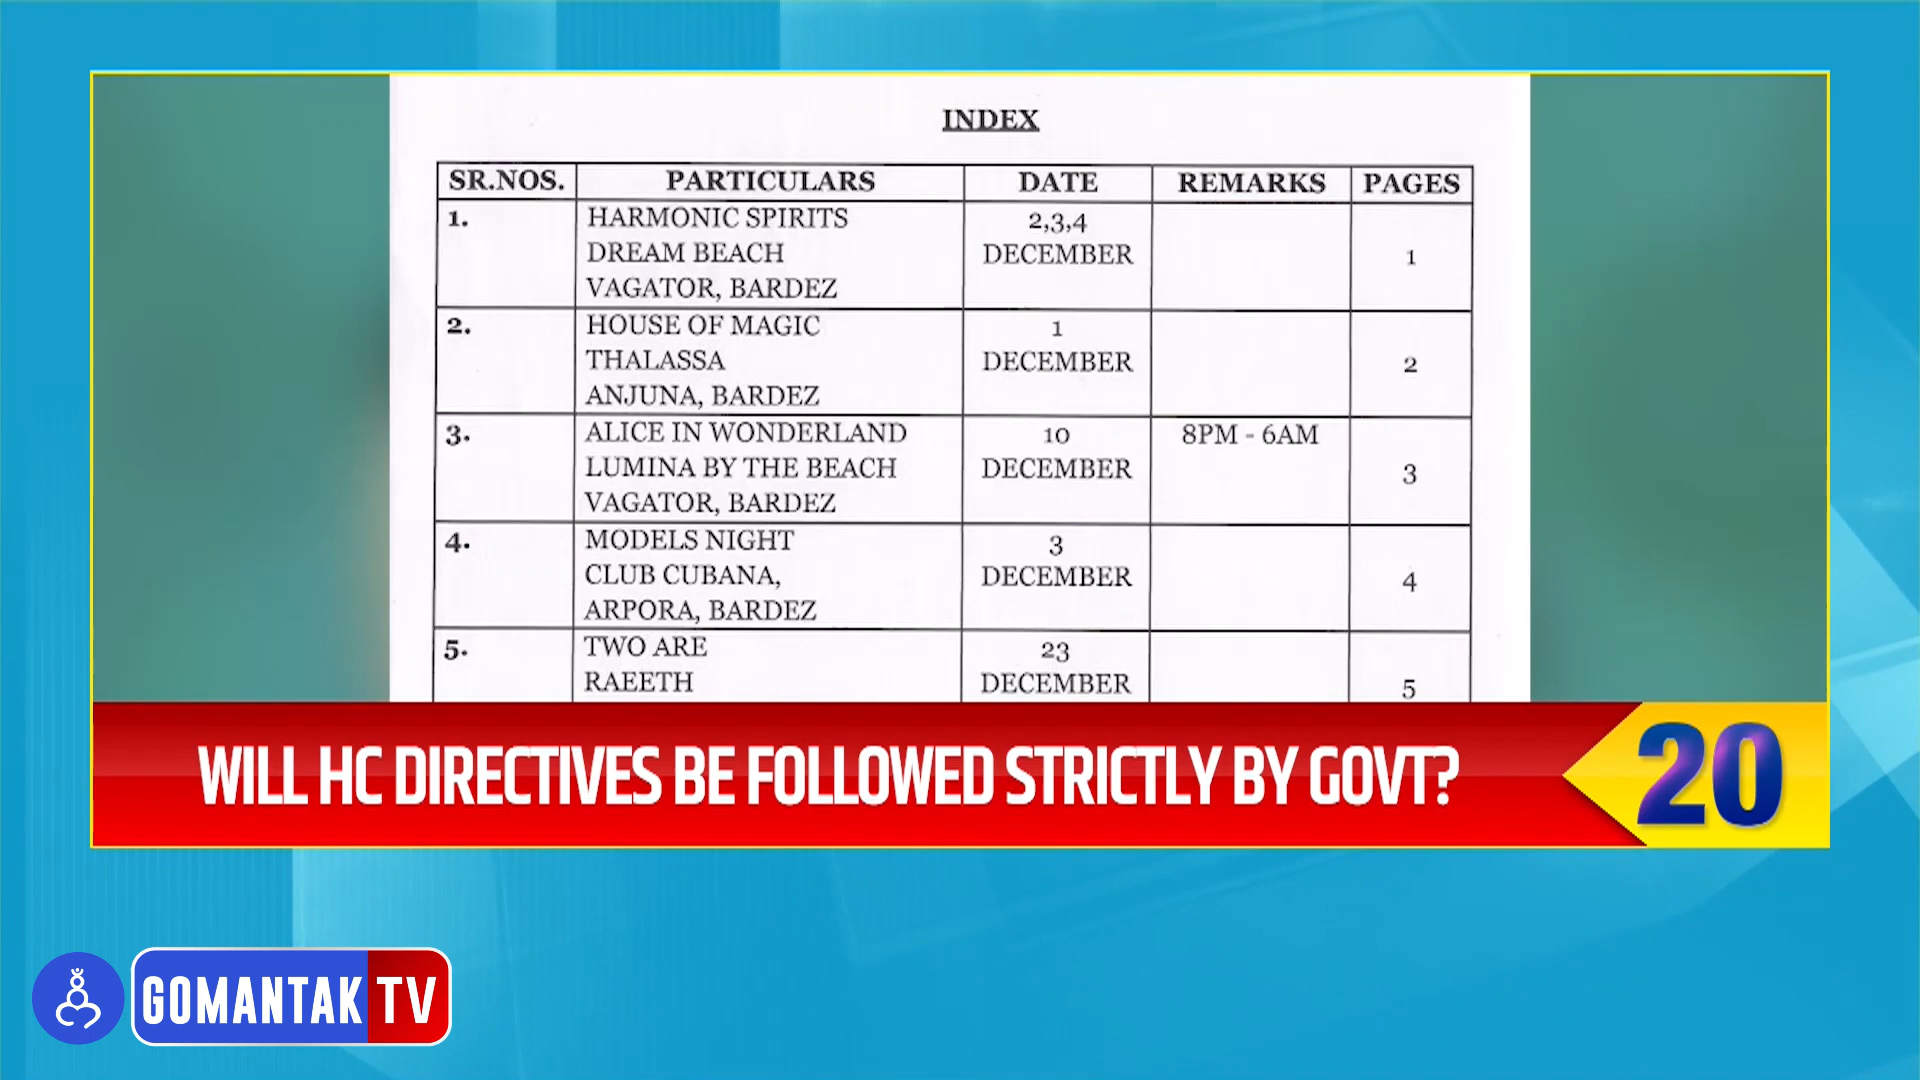 INDEX
SR.NOS. PARTICULARS DATE REMARKS PAGES
1. HARMONIC SPIRITS 2,3,4
DREAM BEACH DECEMBER 1
VAGATOR, BARDEZ
2. HOUSE OF MAGIC 1
THALASSA DECEMBER 2
ANJUNA, BARDEZ
3. ALICE IN WONDERLAND 10 8PM - 6AM
LUMINA BY THE BEACH DECEMBER 3
VAGATOR, BARDEZ
4. MODELS NIGHT 3
CLUB CUBANA, DECEMBER 4
ARPORA, BARDEZ
5. TWO ARE 23
RAEETH DECEMBER 5
WILL HC DIRECTIVES BE FOLLOWED STRICTLY BY GOVT? 20
GOMANTAK TV